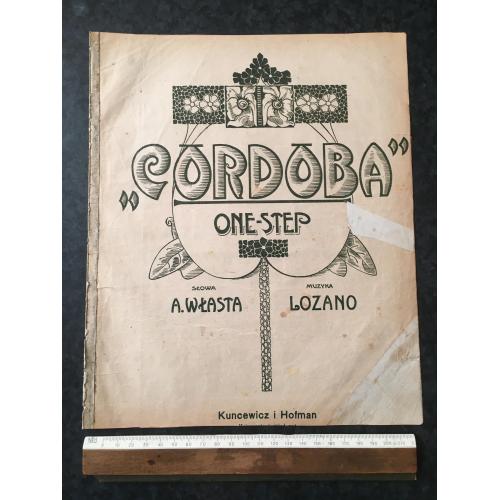 „CORDOBA"
ONE-STEP
SŁOWA
A. WŁASTA
MUZYKA
LOZANO
Kuncewicz i Hofman